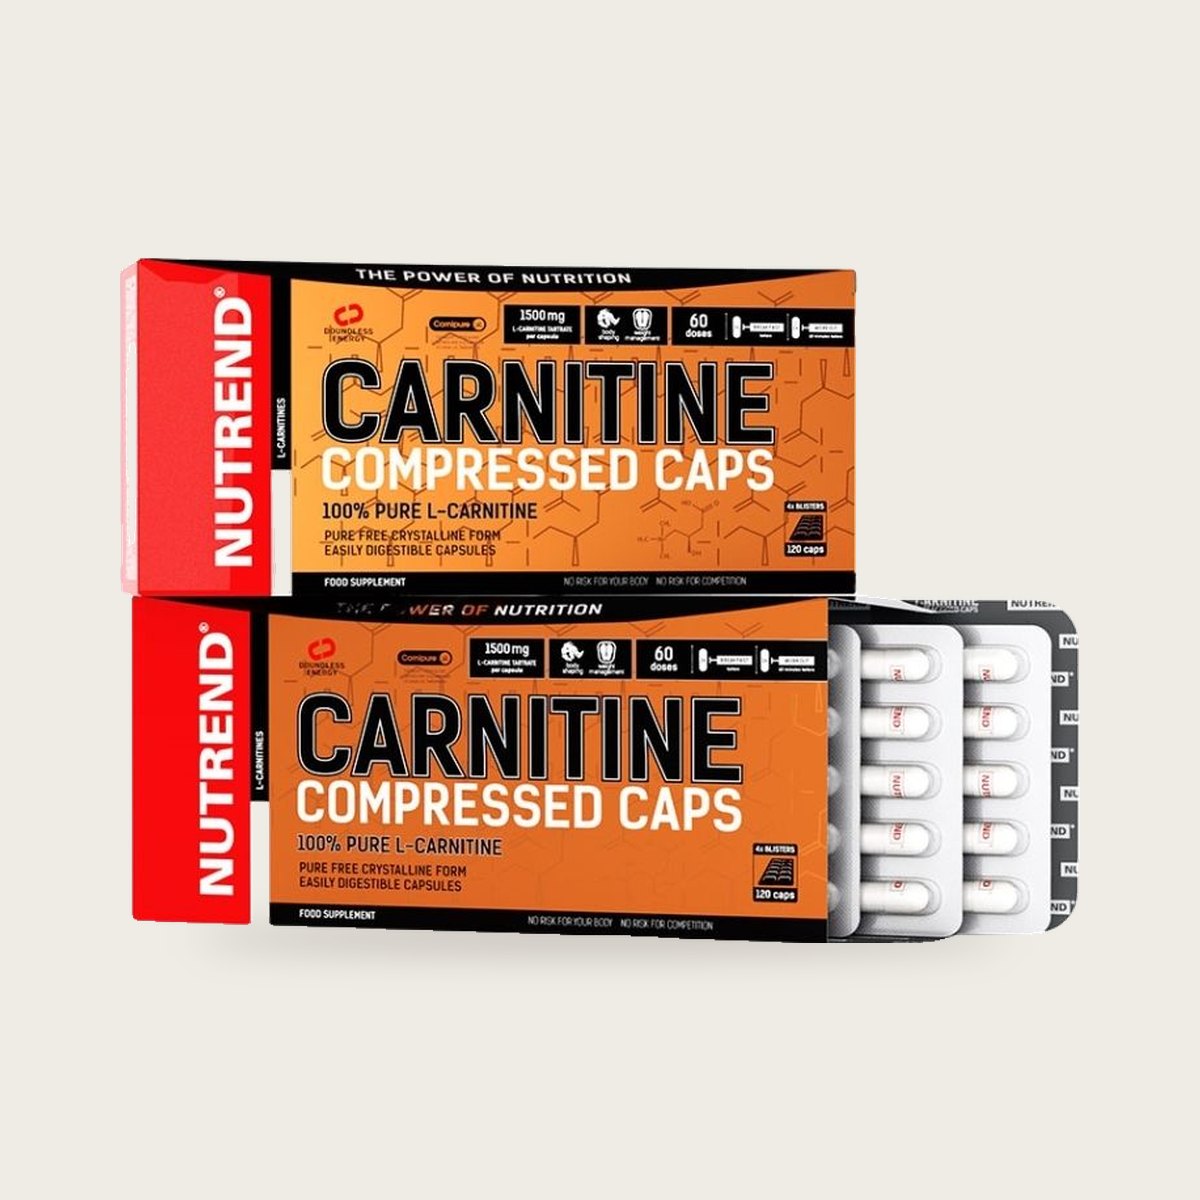 THE POWER OF NUTRITION
NUTREND®
L-CARNITINES
BOUNDLESS
ENERGY
Carnipure
1500 mg
L-CARNITINE TARTRATE
per capsule
body
shaping
weight
management
60
doses
BREAKFAST
WORKOUT
CARNITINE
COMPRESSED CAPS
100% PURE L-CARNITINE
PURE FREE CRYSTALLINE FORM
EASILY DIGESTIBLE CAPSULES
4x BLISTERS
120 caps
FOOD SUPPLEMENT
NO RISK FOR YOUR BODY NO RISK FOR COMPETITION
POWER OF NUTRITION
NUTREND®
L-CARNITINES
BOUNDLESS
ENERGY
Carnipure
1500 mg
L-CARNITINE TARTRATE
per capsule
body
shaping
weight
management
60
doses
BREAKFAST
WORKOUT
CARNITINE
COMPRESSED CAPS
100% PURE L-CARNITINE
PURE FREE CRYSTALLINE FORM
EASILY DIGESTIBLE CAPSULES
4x BLISTERS
120 caps
FOOD SUPPLEMENT
NO RISK FOR YOUR BODY NO RISK FOR COMPETITION